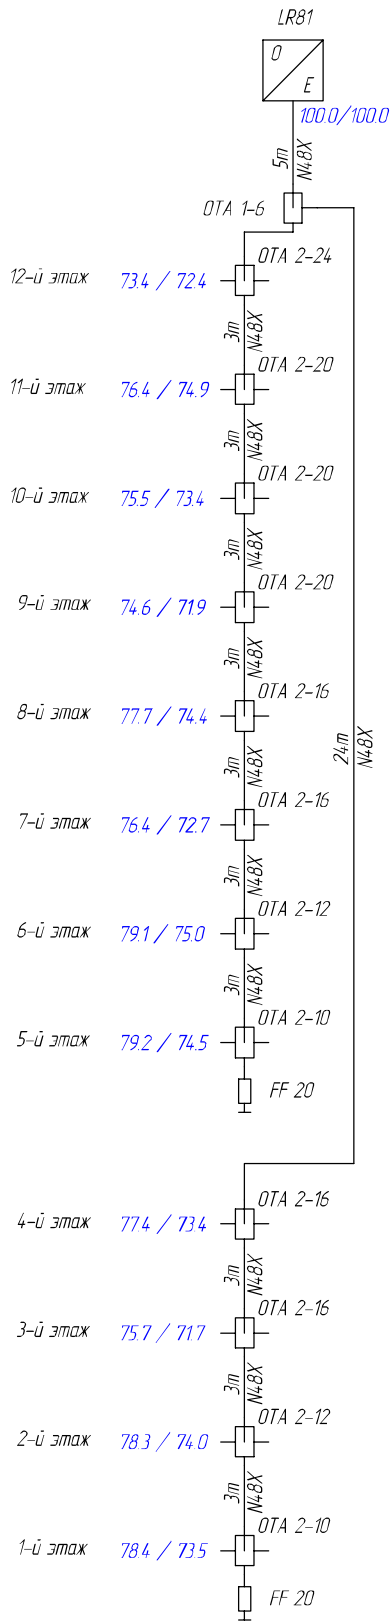 LR81
O
E
100.0/100.0
5m
N48X
OTA 1-6
OTA 2-24
12-й этаж
73.4 / 72.4
3m
N48X
OTA 2-20
11-й этаж
76.4 / 74.9
3m
N48X
OTA 2-20
10-й этаж
75.5 / 73.4
3m
N48X
OTA 2-20
9-й этаж
74.6 / 71.9
3m
N48X
OTA 2-16
8-й этаж
77.7 / 74.4
24m
N48X
3m
N48X
OTA 2-16
7-й этаж
76.4 / 72.7
3m
N48X
OTA 2-12
6-й этаж
79.1 / 75.0
3m
N48X
OTA 2-10
5-й этаж
79.2 / 74.5
FF 20
OTA 2-16
4-й этаж
77.4 / 73.4
3m
N48X
OTA 2-16
3-й этаж
75.7 / 71.7
3m
N48X
OTA 2-12
2-й этаж
78.3 / 74.0
3m
N48X
OTA 2-10
1-й этаж
78.4 / 73.5
FF 20